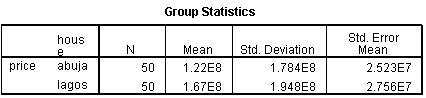 Group Statistics
house N Mean Std. Deviation Std. Error Mean
price abuja 50 1.22E8 1.784E8 2.523E7
lagos 50 1.67E8 1.948E8 2.756E7